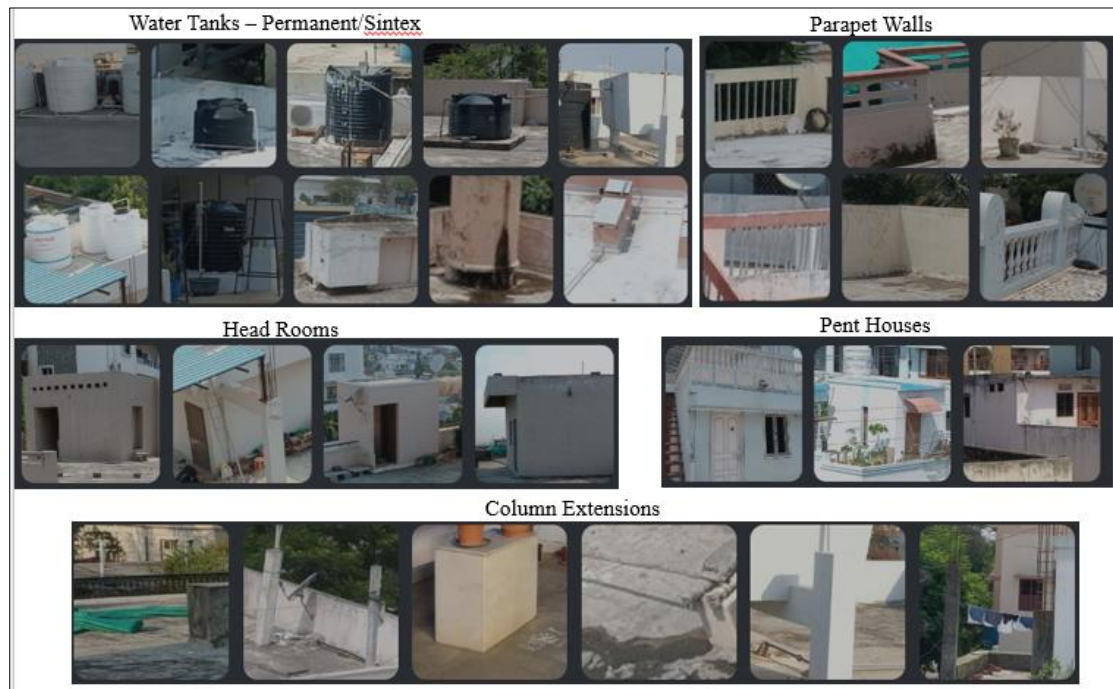 Water Tanks – Permanent/Sintex
Parapet Walls
Head Rooms
Pent Houses
Column Extensions